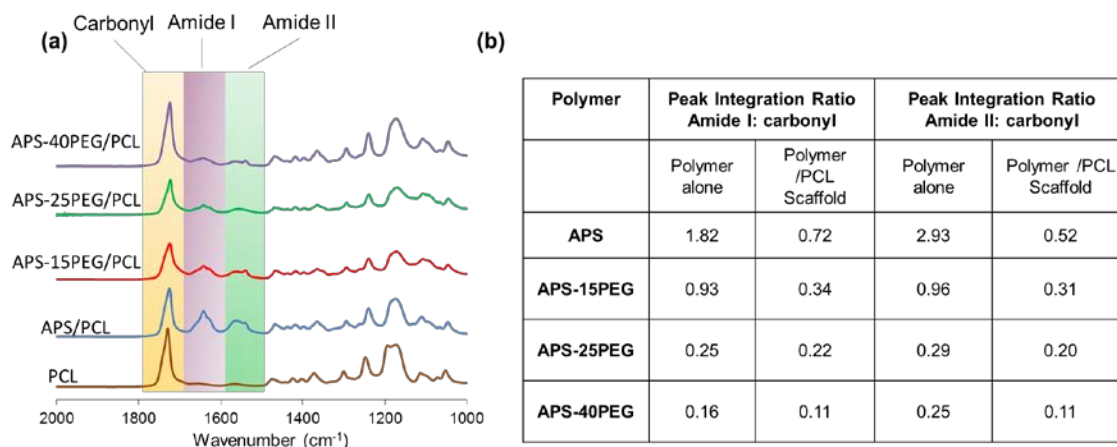 Carbonyl Amide I Amide II
(a)
APS-40PEG/PCL
APS-25PEG/PCL
APS-15PEG/PCL
APS/PCL
PCL
2000 1800 1600 1400 1200 1000
Wavenumber (cm-1)
(b)
Polymer Peak Integration Ratio Peak Integration Ratio
Amide I: carbonyl Amide II: carbonyl
Polymer alone Polymer /PCL Scaffold Polymer alone Polymer /PCL Scaffold
APS 1.82 0.72 2.93 0.52
APS-15PEG 0.93 0.34 0.96 0.31
APS-25PEG 0.25 0.22 0.29 0.20
APS-40PEG 0.16 0.11 0.25 0.11